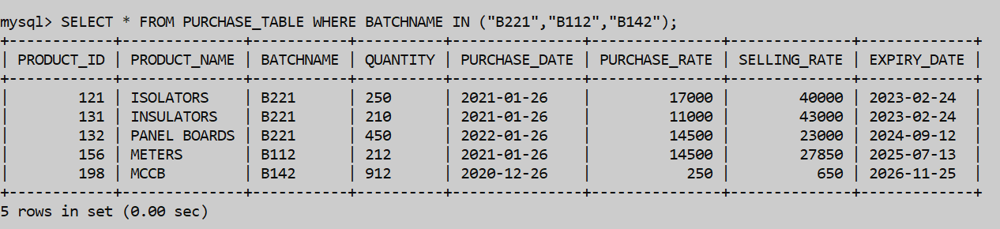 mysql> SELECT * FROM PURCHASE_TABLE WHERE BATCHNAME IN ("B221","B112","B142");
+------------+--------------+-----------+----------+---------------+---------------+--------------+-------------+
| PRODUCT_ID | PRODUCT_NAME | BATCHNAME | QUANTITY | PURCHASE_DATE | PURCHASE_RATE | SELLING_RATE | EXPIRY_DATE |
+------------+--------------+-----------+----------+---------------+---------------+--------------+-------------+
|        121 | ISOLATORS    | B221      | 250      | 2021-01-26    |         17000 |        40000 | 2023-02-24  |
|        131 | INSULATORS   | B221      | 210      | 2021-01-26    |         11000 |        43000 | 2023-02-24  |
|        132 | PANEL BOARDS | B221      | 450      | 2022-01-26    |         14500 |        23000 | 2024-09-12  |
|        156 | METERS       | B112      | 212      | 2021-01-26    |         14500 |        27850 | 2025-07-13  |
|        198 | MCCB         | B142      | 912      | 2020-12-26    |           250 |          650 | 2026-11-25  |
+------------+--------------+-----------+----------+---------------+---------------+--------------+-------------+
5 rows in set (0.00 sec)